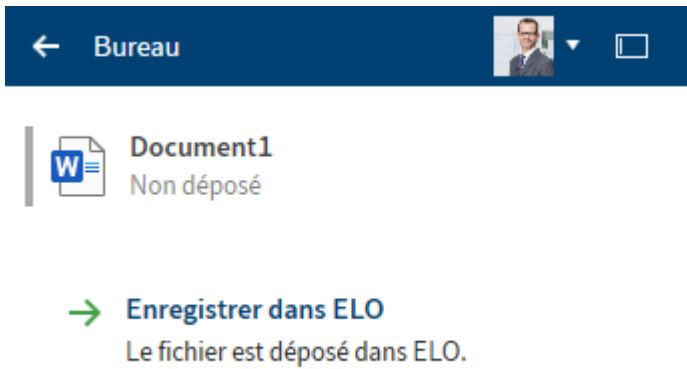 Bureau
W
Document1
Non déposé
Enregistrer dans ELO
Le fichier est déposé dans ELO.